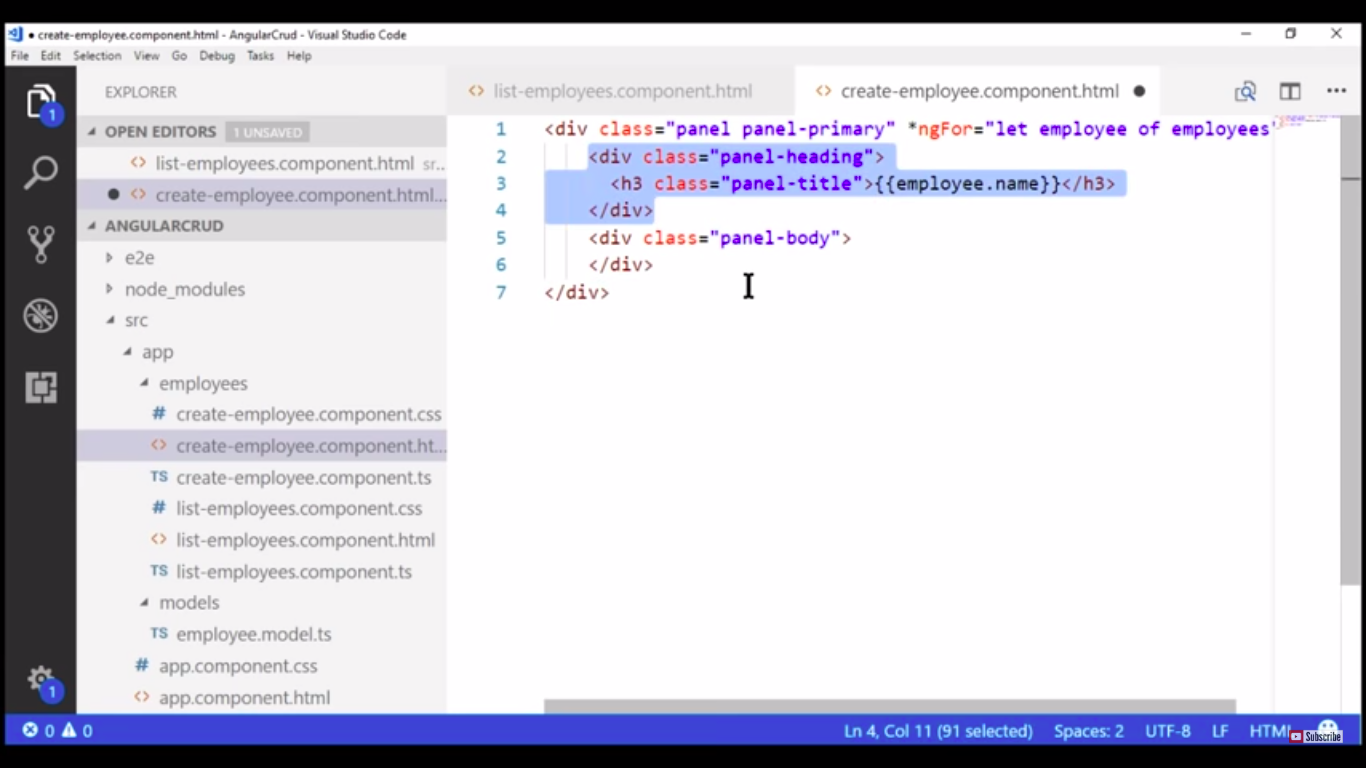 create-employee.component.html - AngularCrud - Visual Studio Code
File Edit Selection View Go Debug Tasks Help
EXPLORER
OPEN EDITORS 1 UNSAVED
list-employees.component.html sr...
create-employee.component.html...
ANGULARCRUD
e2e
node_modules
src
app
employees
# create-employee.component.css
<> create-employee.component.ht...
TS create-employee.component.ts
# list-employees.component.css
<> list-employees.component.html
TS list-employees.component.ts
models
TS employee.model.ts
# app.component.css
<> app.component.html
1
1
list-employees.component.html
create-employee.component.html
1 <div class="panel panel-primary" *ngFor="let employee of employees"
2 <div class="panel-heading">
3 <h3 class="panel-title">{{employee.name}}</h3>
4 </div>
5 <div class="panel-body">
6 </div>
7 </div>
0 0
Ln 4, Col 11 (91 selected) Spaces: 2 UTF-8 LF HTML
Subscribe